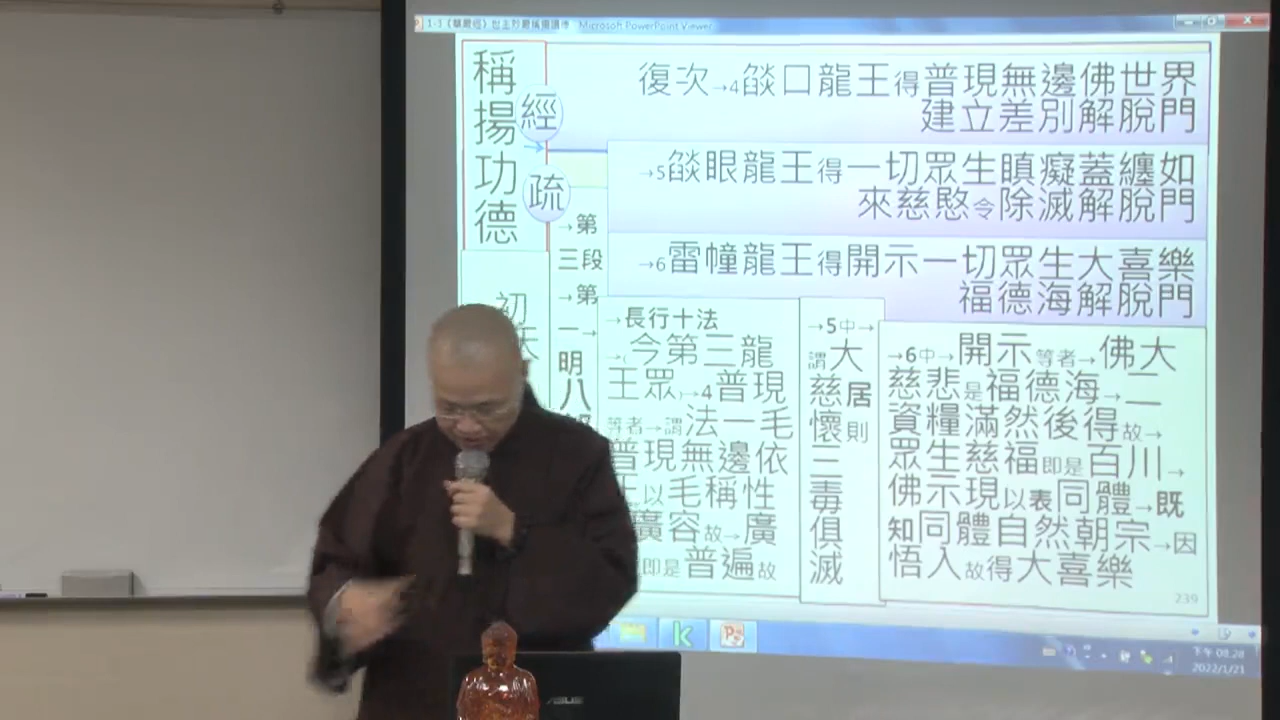 1-3《華嚴經》世主妙嚴 Microsoft PowerPoint Viewer
稱揚功德
經
疏
復次→4燄口龍王得普現無邊佛世界
建立差別解脫門
→5燄眼龍王得一切眾生瞋癡蓋纏如
來慈愍令除滅解脫門
→6雷幢龍王得開示一切眾生大喜樂
福德海解脫門
初
→第
三段
→第
一→
明
八
→長行十法
→(今第三龍
王眾)→4普現
等者→謂法一毛
普現無邊依
正以毛稱性
廣容故→廣
即是普遍故
→5中→
謂大
慈居
懷則
三
毒
俱
滅
→6中→開示等者→佛大
慈悲是福德海→二
資糧滿然後得故→
眾生慈福即是百川→
佛示現以表同體→既
知同體自然朝宗→因
悟入故得大喜樂
239
下午 08:28
2022/1/21
ASUS